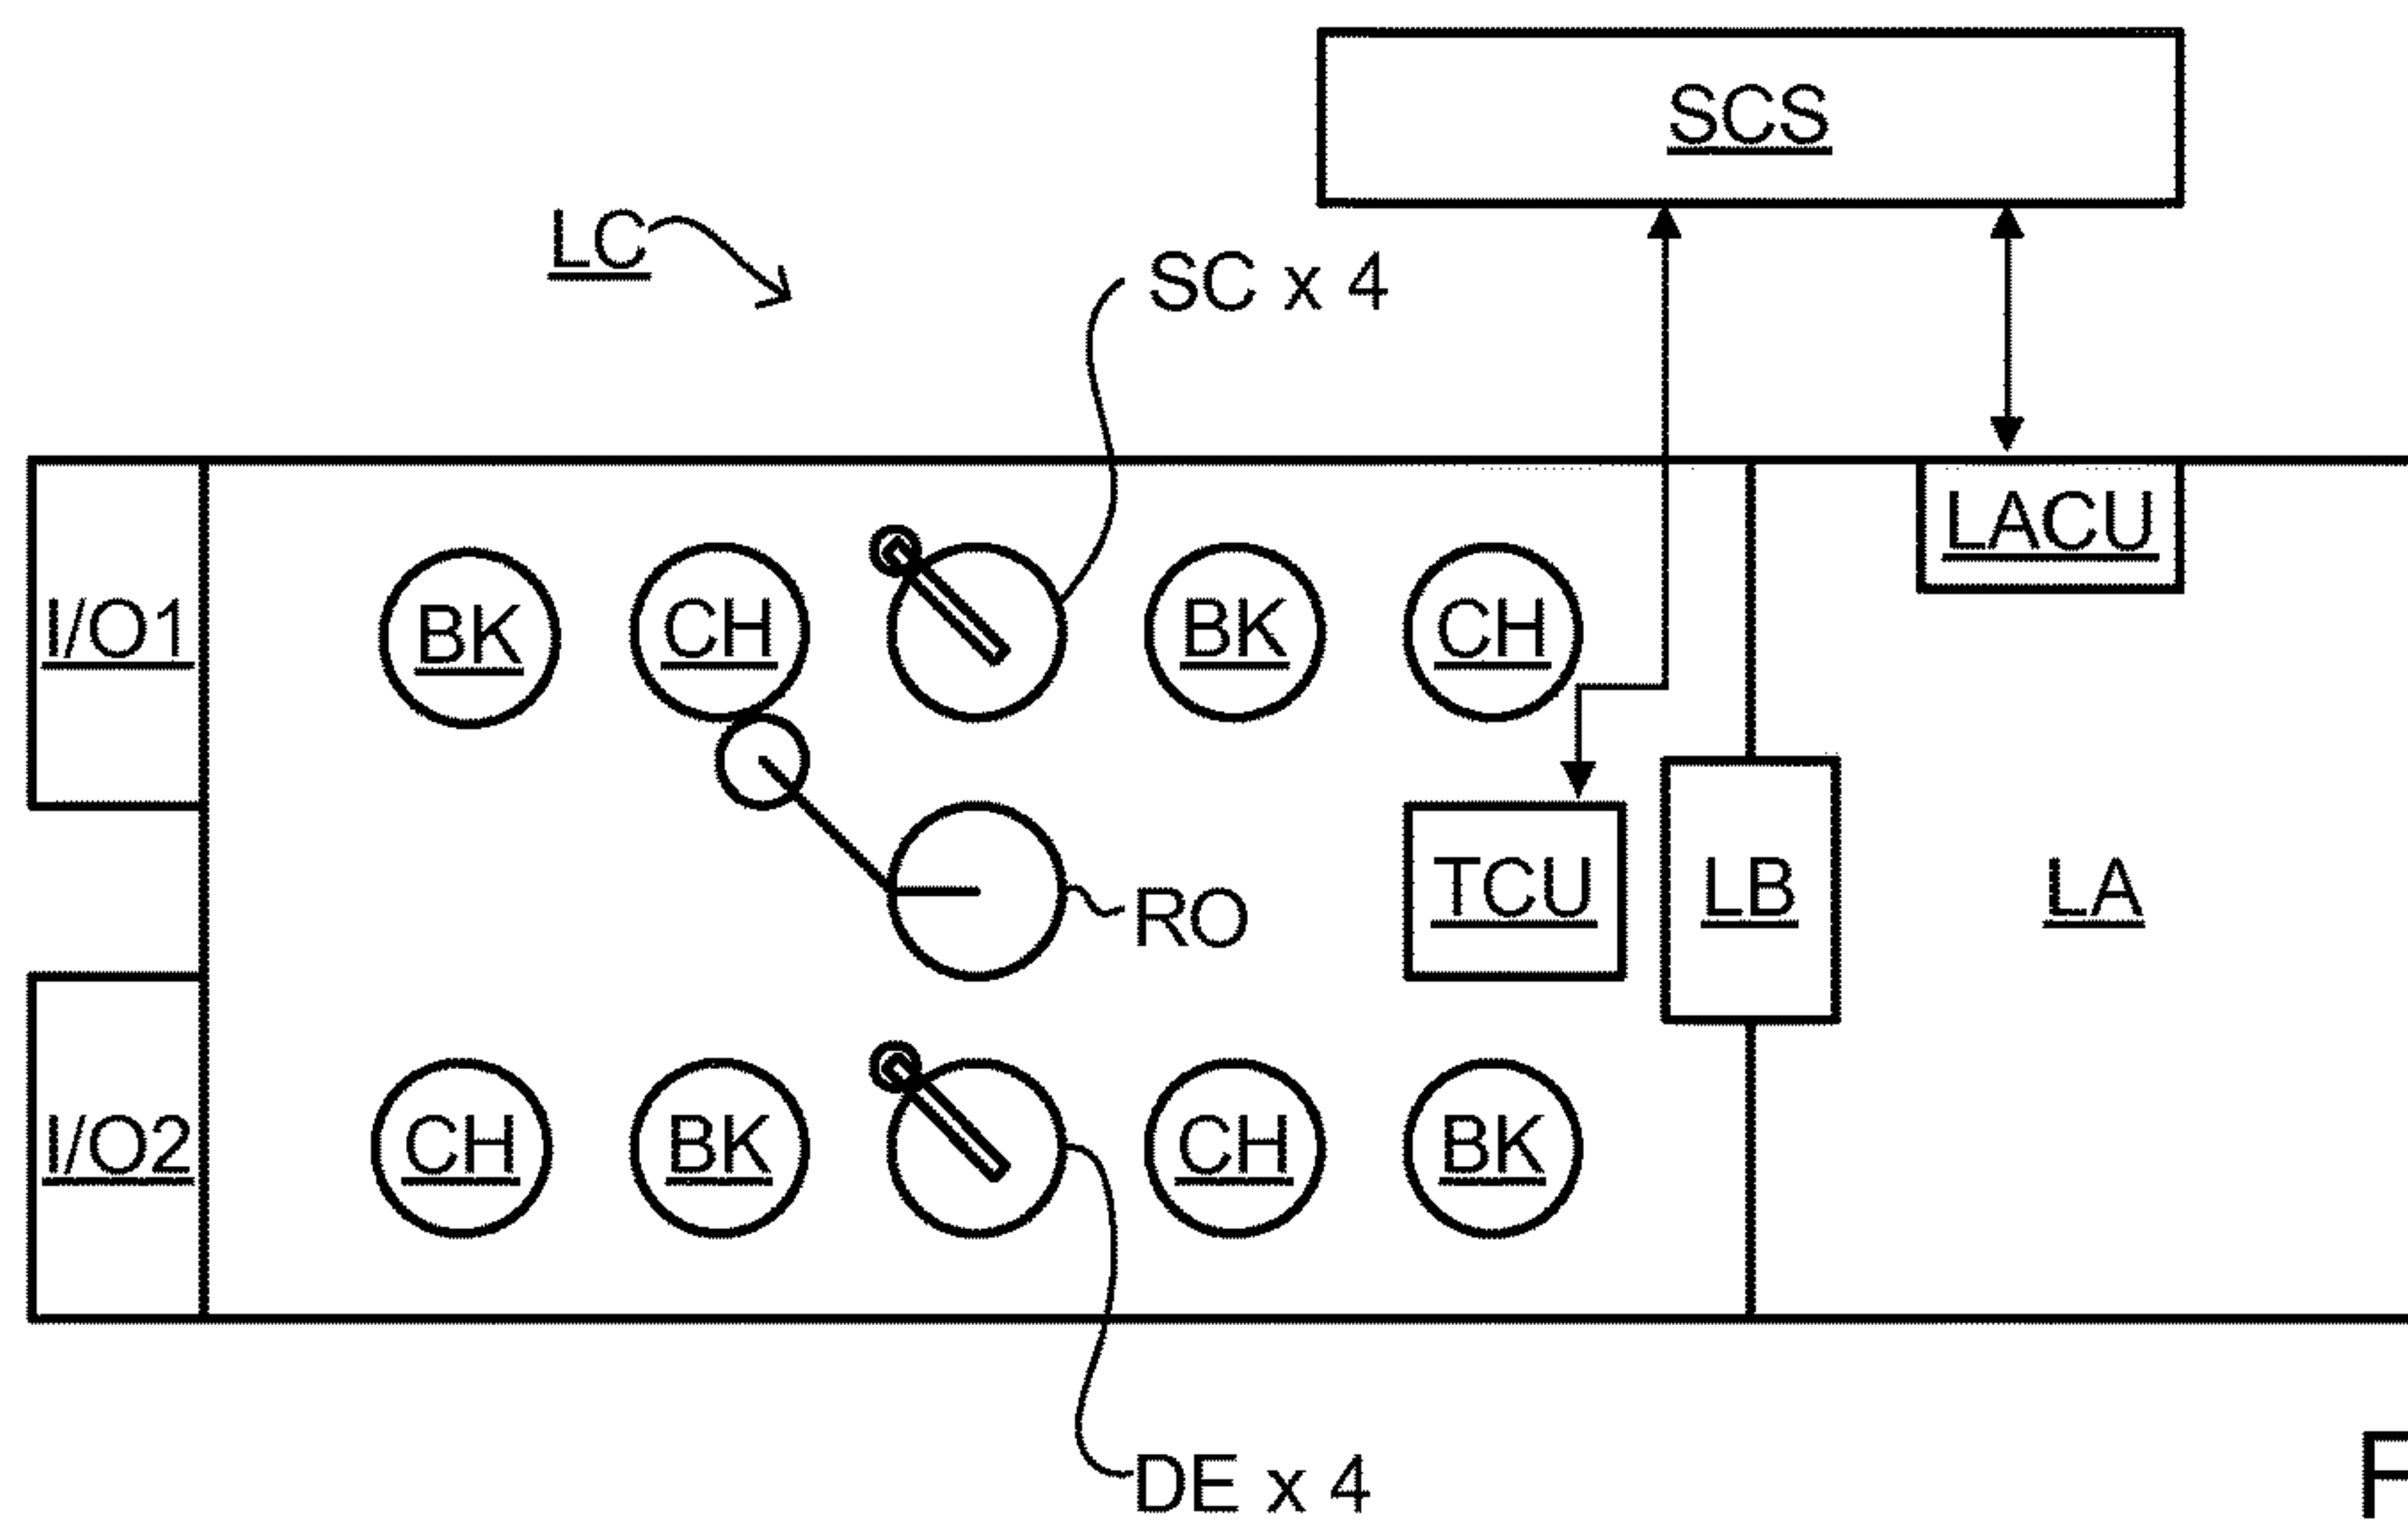 SCS
LC
SC x 4
LACU
I/O1
BK
CH
BK
CH
TCU
LB
LA
RO
I/O2
CH
BK
CH
BK
DE x 4
F